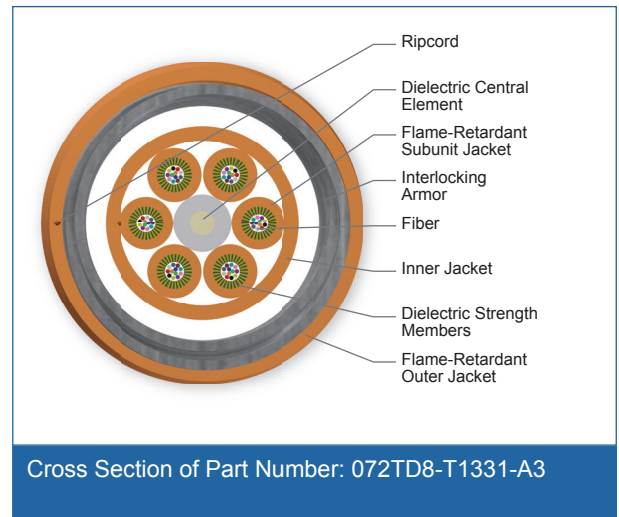 Ripcord
Dielectric Central
Element
Flame-Retardant
Subunit Jacket
Interlocking
Armor
Fiber
Inner Jacket
Dielectric Strength
Members
Flame-Retardant
Outer Jacket
Cross Section of Part Number: 072TD8-T1331-A3